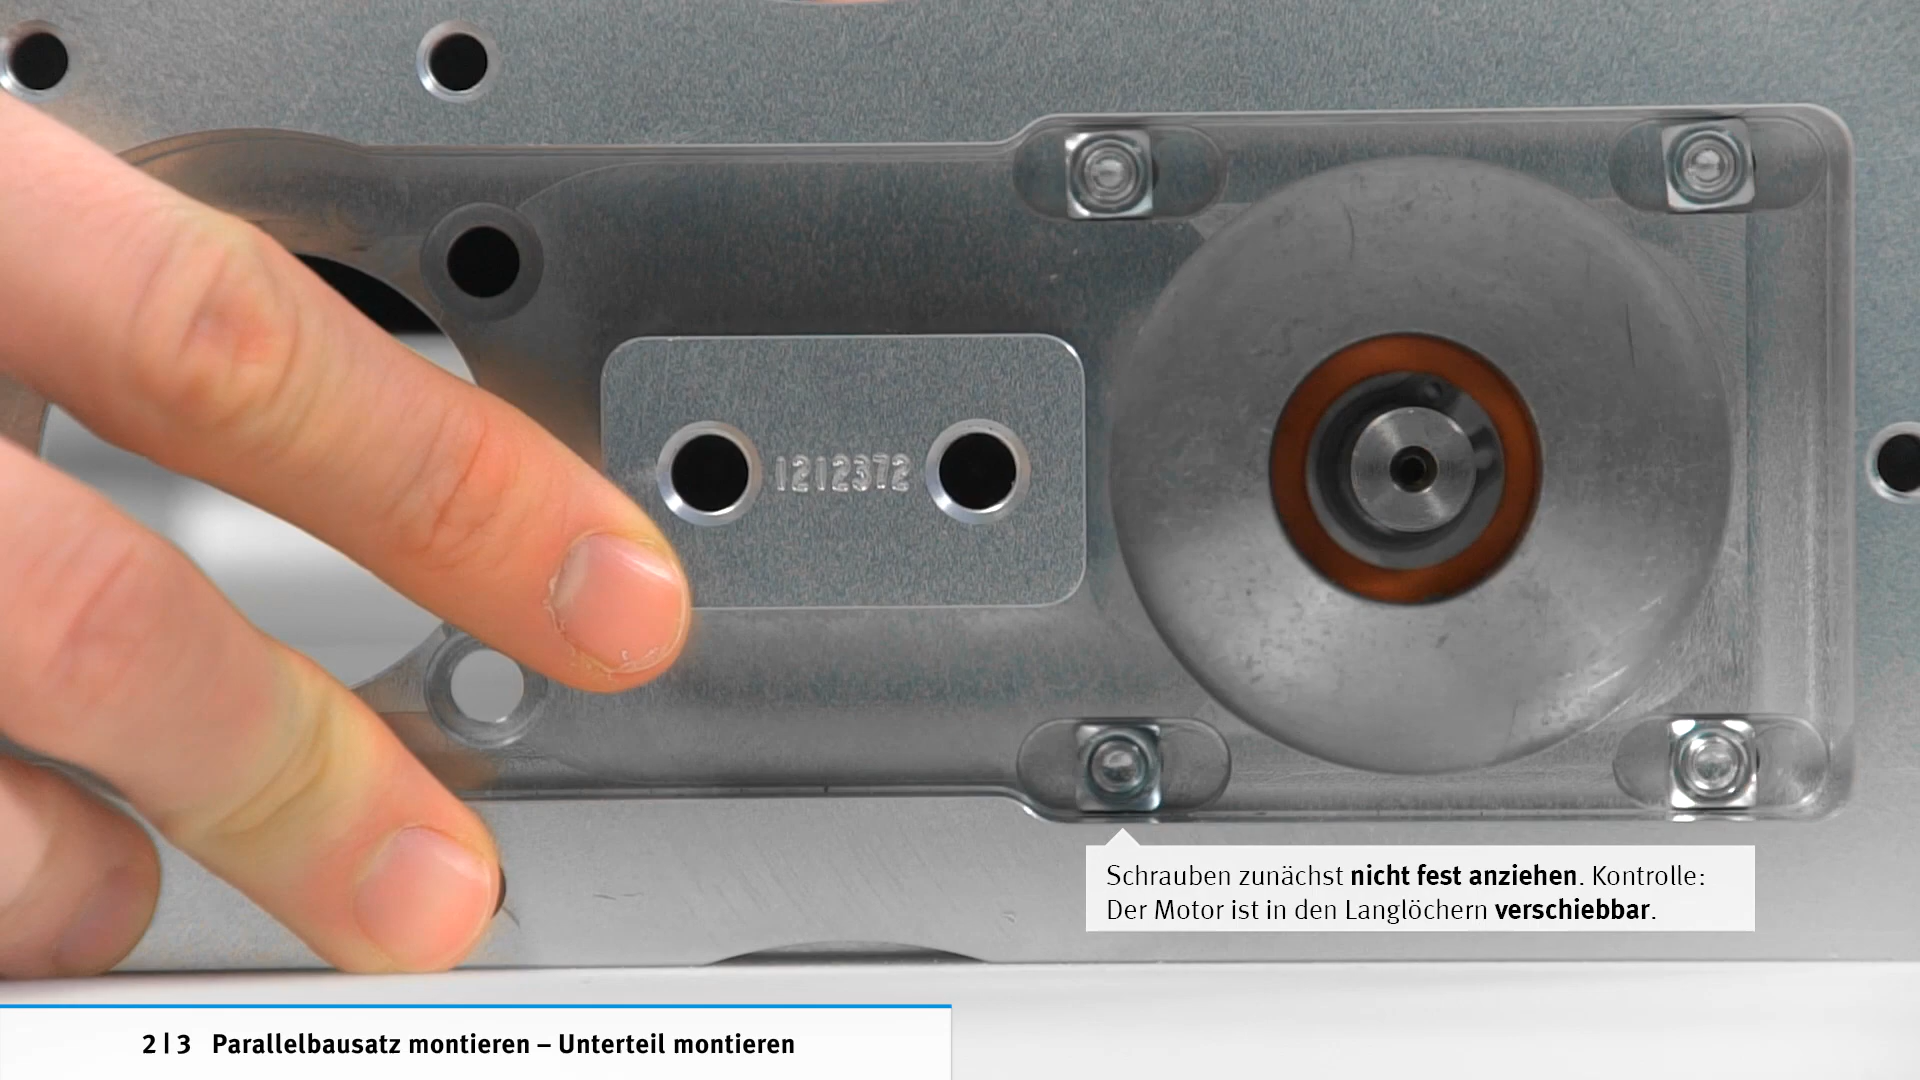 1212372
Schrauben zunächst nicht fest anziehen. Kontrolle:
Der Motor ist in den Langlöchern verschiebbar.
2 | 3 Parallelbausatz montieren – Unterteil montieren